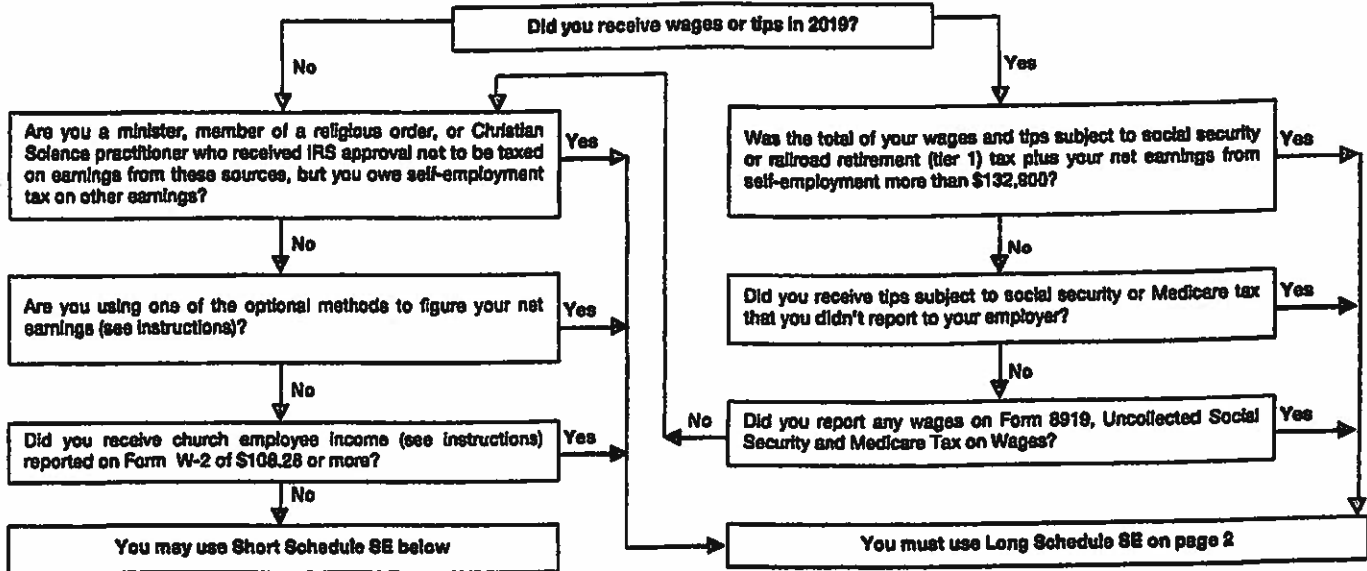 Did you receive wages or tips in 2019?
No
Yes
Are you a minister, member of a religious order, or Christian
Science practitioner who received IRS approval not to be taxed
on earnings from these sources, but you owe self-employment
tax on other earnings?
Yes
Was the total of your wages and tips subject to social security
or railroad retirement (tier 1) tax plus your net earnings from
self-employment more than $132,900?
Yes
No
No
Are you using one of the optional methods to figure your net
earnings (see instructions)?
Yes
Did you receive tips subject to social security or Medicare tax
that you didn't report to your employer?
Yes
No
No
Did you receive church employee income (see instructions)
reported on Form W-2 of $108.28 or more?
Yes
No
Did you report any wages on Form 8919, Uncollected Social
Security and Medicare Tax on Wages?
Yes
No
You may use Short Schedule SE below
You must use Long Schedule SE on page 2